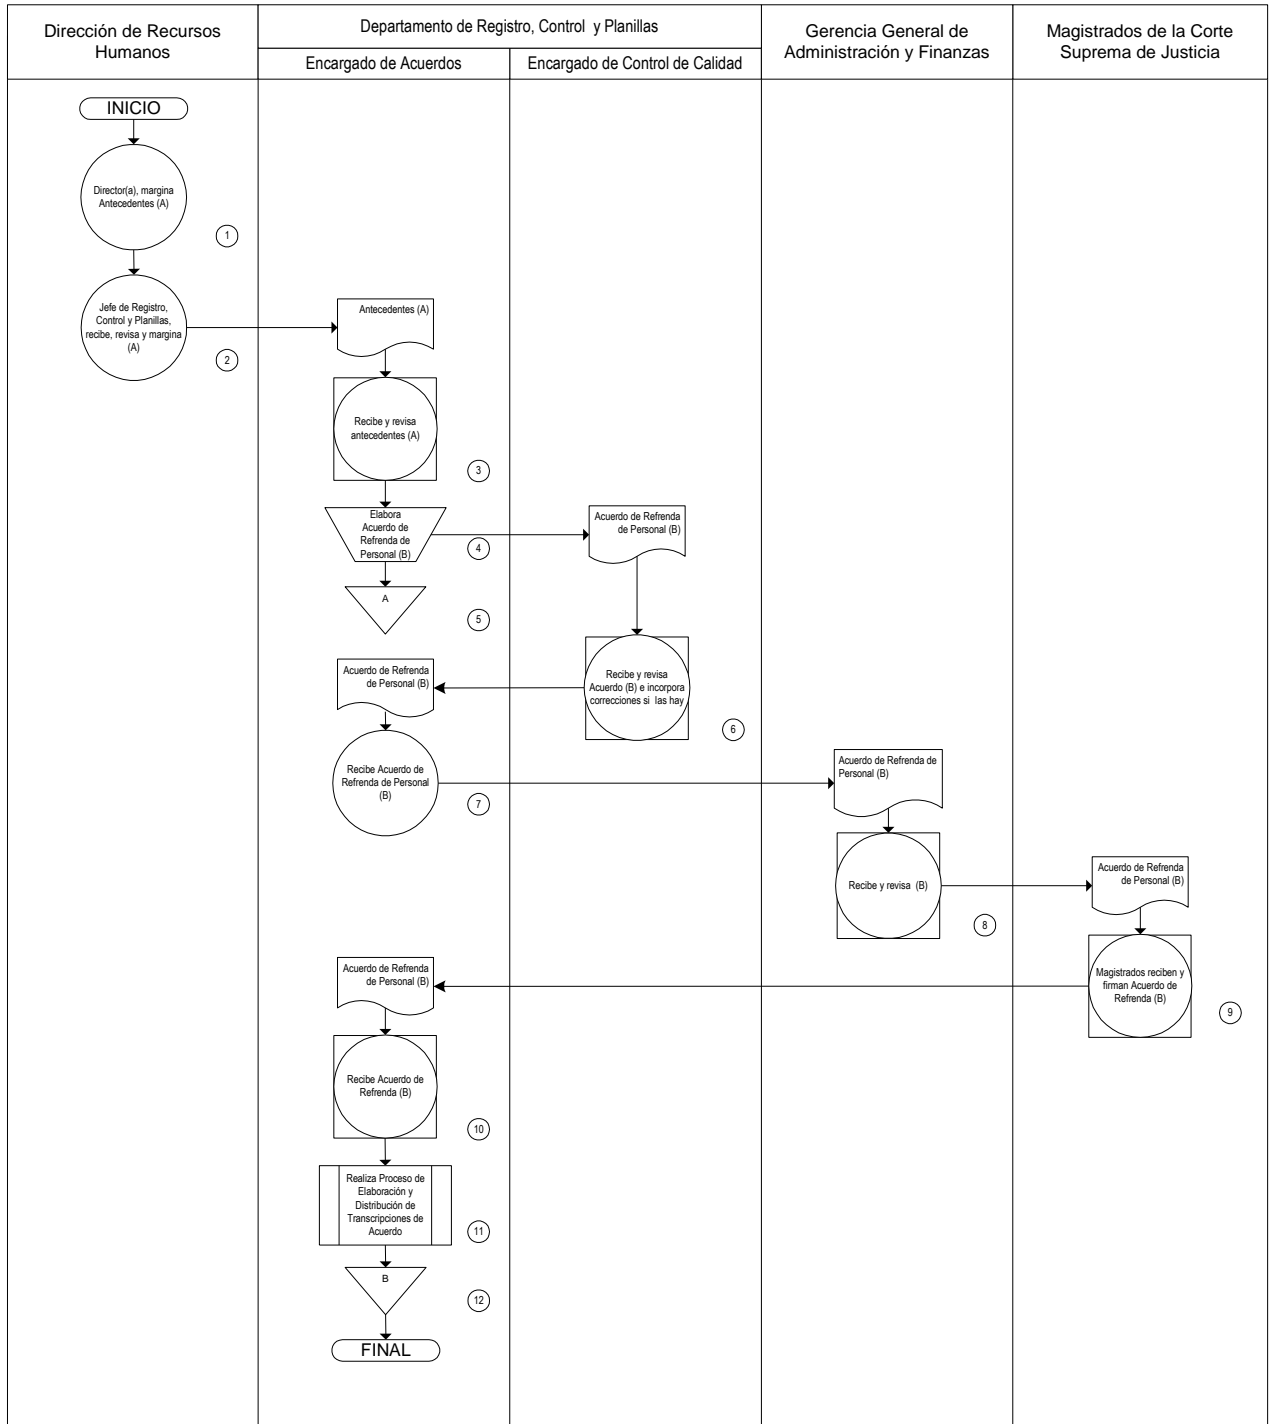 Dirección de Recursos
Humanos
Departamento de Registro, Control y Planillas
Encargado de Acuerdos
Encargado de Control de Calidad
Gerencia General de
Administración y Finanzas
Magistrados de la Corte
Suprema de Justicia
INICIO
Director(a), margina
Antecedentes (A)
1
Jefe de Registro,
Control y Planillas,
recibe, revisa y margina
(A)
2
Antecedentes (A)
Recibe y revisa
antecedentes (A)
3
Elabora
Acuerdo de
Refrenda de
Personal (B)
4
Acuerdo de Refrenda
de Personal (B)
A
5
Recibe y revisa
Acuerdo (B) e incorpora
correcciones si las hay
6
Acuerdo de Refrenda
de Personal (B)
Recibe Acuerdo de
Refrenda de Personal
(B)
7
Acuerdo de Refrenda de
Personal (B)
Recibe y revisa (B)
8
Acuerdo de Refrenda
de Personal (B)
Magistrados reciben y
firman Acuerdo de
Refrenda (B)
9
Acuerdo de Refrenda
de Personal (B)
Recibe Acuerdo de
Refrenda (B)
10
Realiza Proceso de
Elaboración y
Distribución de
Transcripciones de
Acuerdo
11
B
12
FINAL